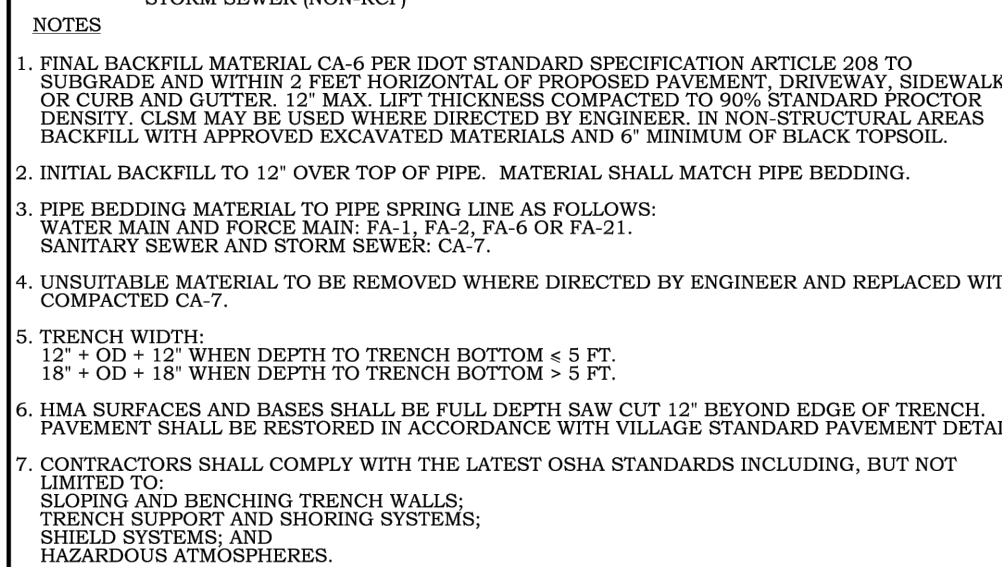 STORM SEWER (NON-RCP)
NOTES
1. FINAL BACKFILL MATERIAL CA-6 PER IDOT STANDARD SPECIFICATION ARTICLE 208 TO
SUBGRADE AND WITHIN 2 FEET HORIZONTAL OF PROPOSED PAVEMENT, DRIVEWAY, SIDEWALK
OR CURB AND GUTTER. 12" MAX. LIFT THICKNESS COMPACTED TO 90% STANDARD PROCTOR
DENSITY. CLSM MAY BE USED WHERE DIRECTED BY ENGINEER. IN NON-STRUCTURAL AREAS
BACKFILL WITH APPROVED EXCAVATED MATERIALS AND 6" MINIMUM OF BLACK TOPSOIL.
2. INITIAL BACKFILL TO 12" OVER TOP OF PIPE. MATERIAL SHALL MATCH PIPE BEDDING.
3. PIPE BEDDING MATERIAL TO PIPE SPRING LINE AS FOLLOWS:
WATER MAIN AND FORCE MAIN: FA-1, FA-2, FA-6 OR FA-21.
SANITARY SEWER AND STORM SEWER: CA-7.
4. UNSUITABLE MATERIAL TO BE REMOVED WHERE DIRECTED BY ENGINEER AND REPLACED WIT
COMPACTED CA-7.
5. TRENCH WIDTH:
12" + OD + 12" WHEN DEPTH TO TRENCH BOTTOM ≤ 5 FT.
18" + OD + 18" WHEN DEPTH TO TRENCH BOTTOM > 5 FT.
6. HMA SURFACES AND BASES SHALL BE FULL DEPTH SAW CUT 12" BEYOND EDGE OF TRENCH.
PAVEMENT SHALL BE RESTORED IN ACCORDANCE WITH VILLAGE STANDARD PAVEMENT DETAI
7. CONTRACTORS SHALL COMPLY WITH THE LATEST OSHA STANDARDS INCLUDING, BUT NOT
LIMITED TO:
SLOPING AND BENCHING TRENCH WALLS;
TRENCH SUPPORT AND SHORING SYSTEMS;
SHIELD SYSTEMS; AND
HAZARDOUS ATMOSPHERES.